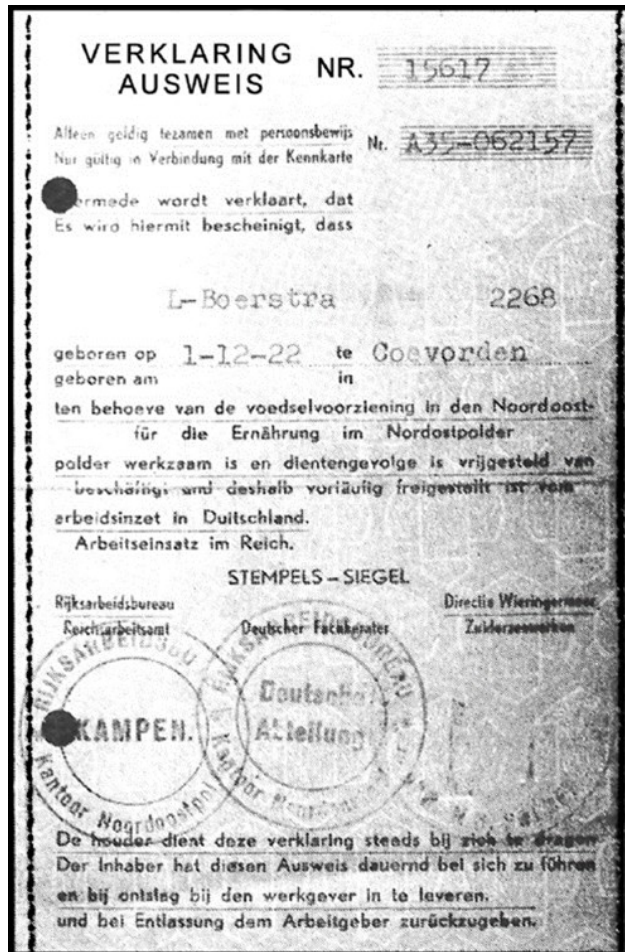 VERKLARING
AUSWEIS
NR. 15617
Alleen geldig tezamen met persoonsbewijs
Nur gültig in Verbindung mit der Kennkarte
Nr. A35-062157
ermede wordt verklaart, dat
Es wird hiermit bescheinigt, dass
L-Boerstra 2268
geboren op 1-12-22 te Coevorden
geboren am in
ten behoeve van de voedselvoorziening in den Noordoost-
für die Ernährung im Nordostpolder
polder werkzaam is en dientengevolge is vrijgesteld van
beschäftigt und deshalb vorläufig freigestellt ist vom
arbeidsinzet in Duitschland.
Arbeitseinsatz im Reich.
STEMPELS – SIEGEL
Rijksarbeidsbureau Directie Wieringermeer
Reichsarbeitsamt Deutscher Fachberater Zuiderzeewerken
RIJKSARBEIDSBU
KAMPEN.
Kantoor Noordoostpol
RIJKSARBEIDSBUREAU
Deutsche
Abteilung
Kantoor
De houder dient deze verklaring steeds bij zich te dragen
Der Inhaber hat diesen Ausweis dauernd bei sich zu führen
en bij ontslag bij den werkgever in te leveren.
und bei Entlassung dem Arbeitgeber zurückzugeben.